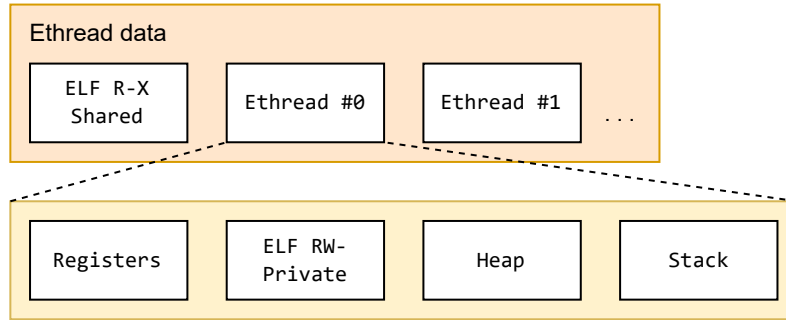 Ethread data
ELF R-X
Shared
Ethread #0
Ethread #1
...
Registers
ELF RW-
Private
Heap
Stack